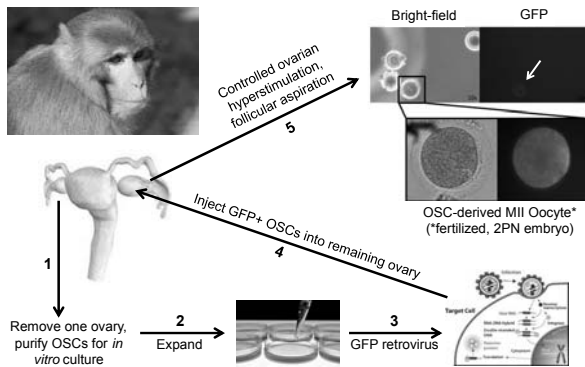 Bright-field
GFP
Controlled ovarian
hyperstimulation,
follicular aspiration
5
OSC-derived MII Oocyte*
(*fertilized, 2PN embryo)
Inject GFP+ OSCs into remaining ovary
4
1
Remove one ovary,
purify OSCs for in
vitro culture
2
Expand
3
GFP retrovirus
Target Cell